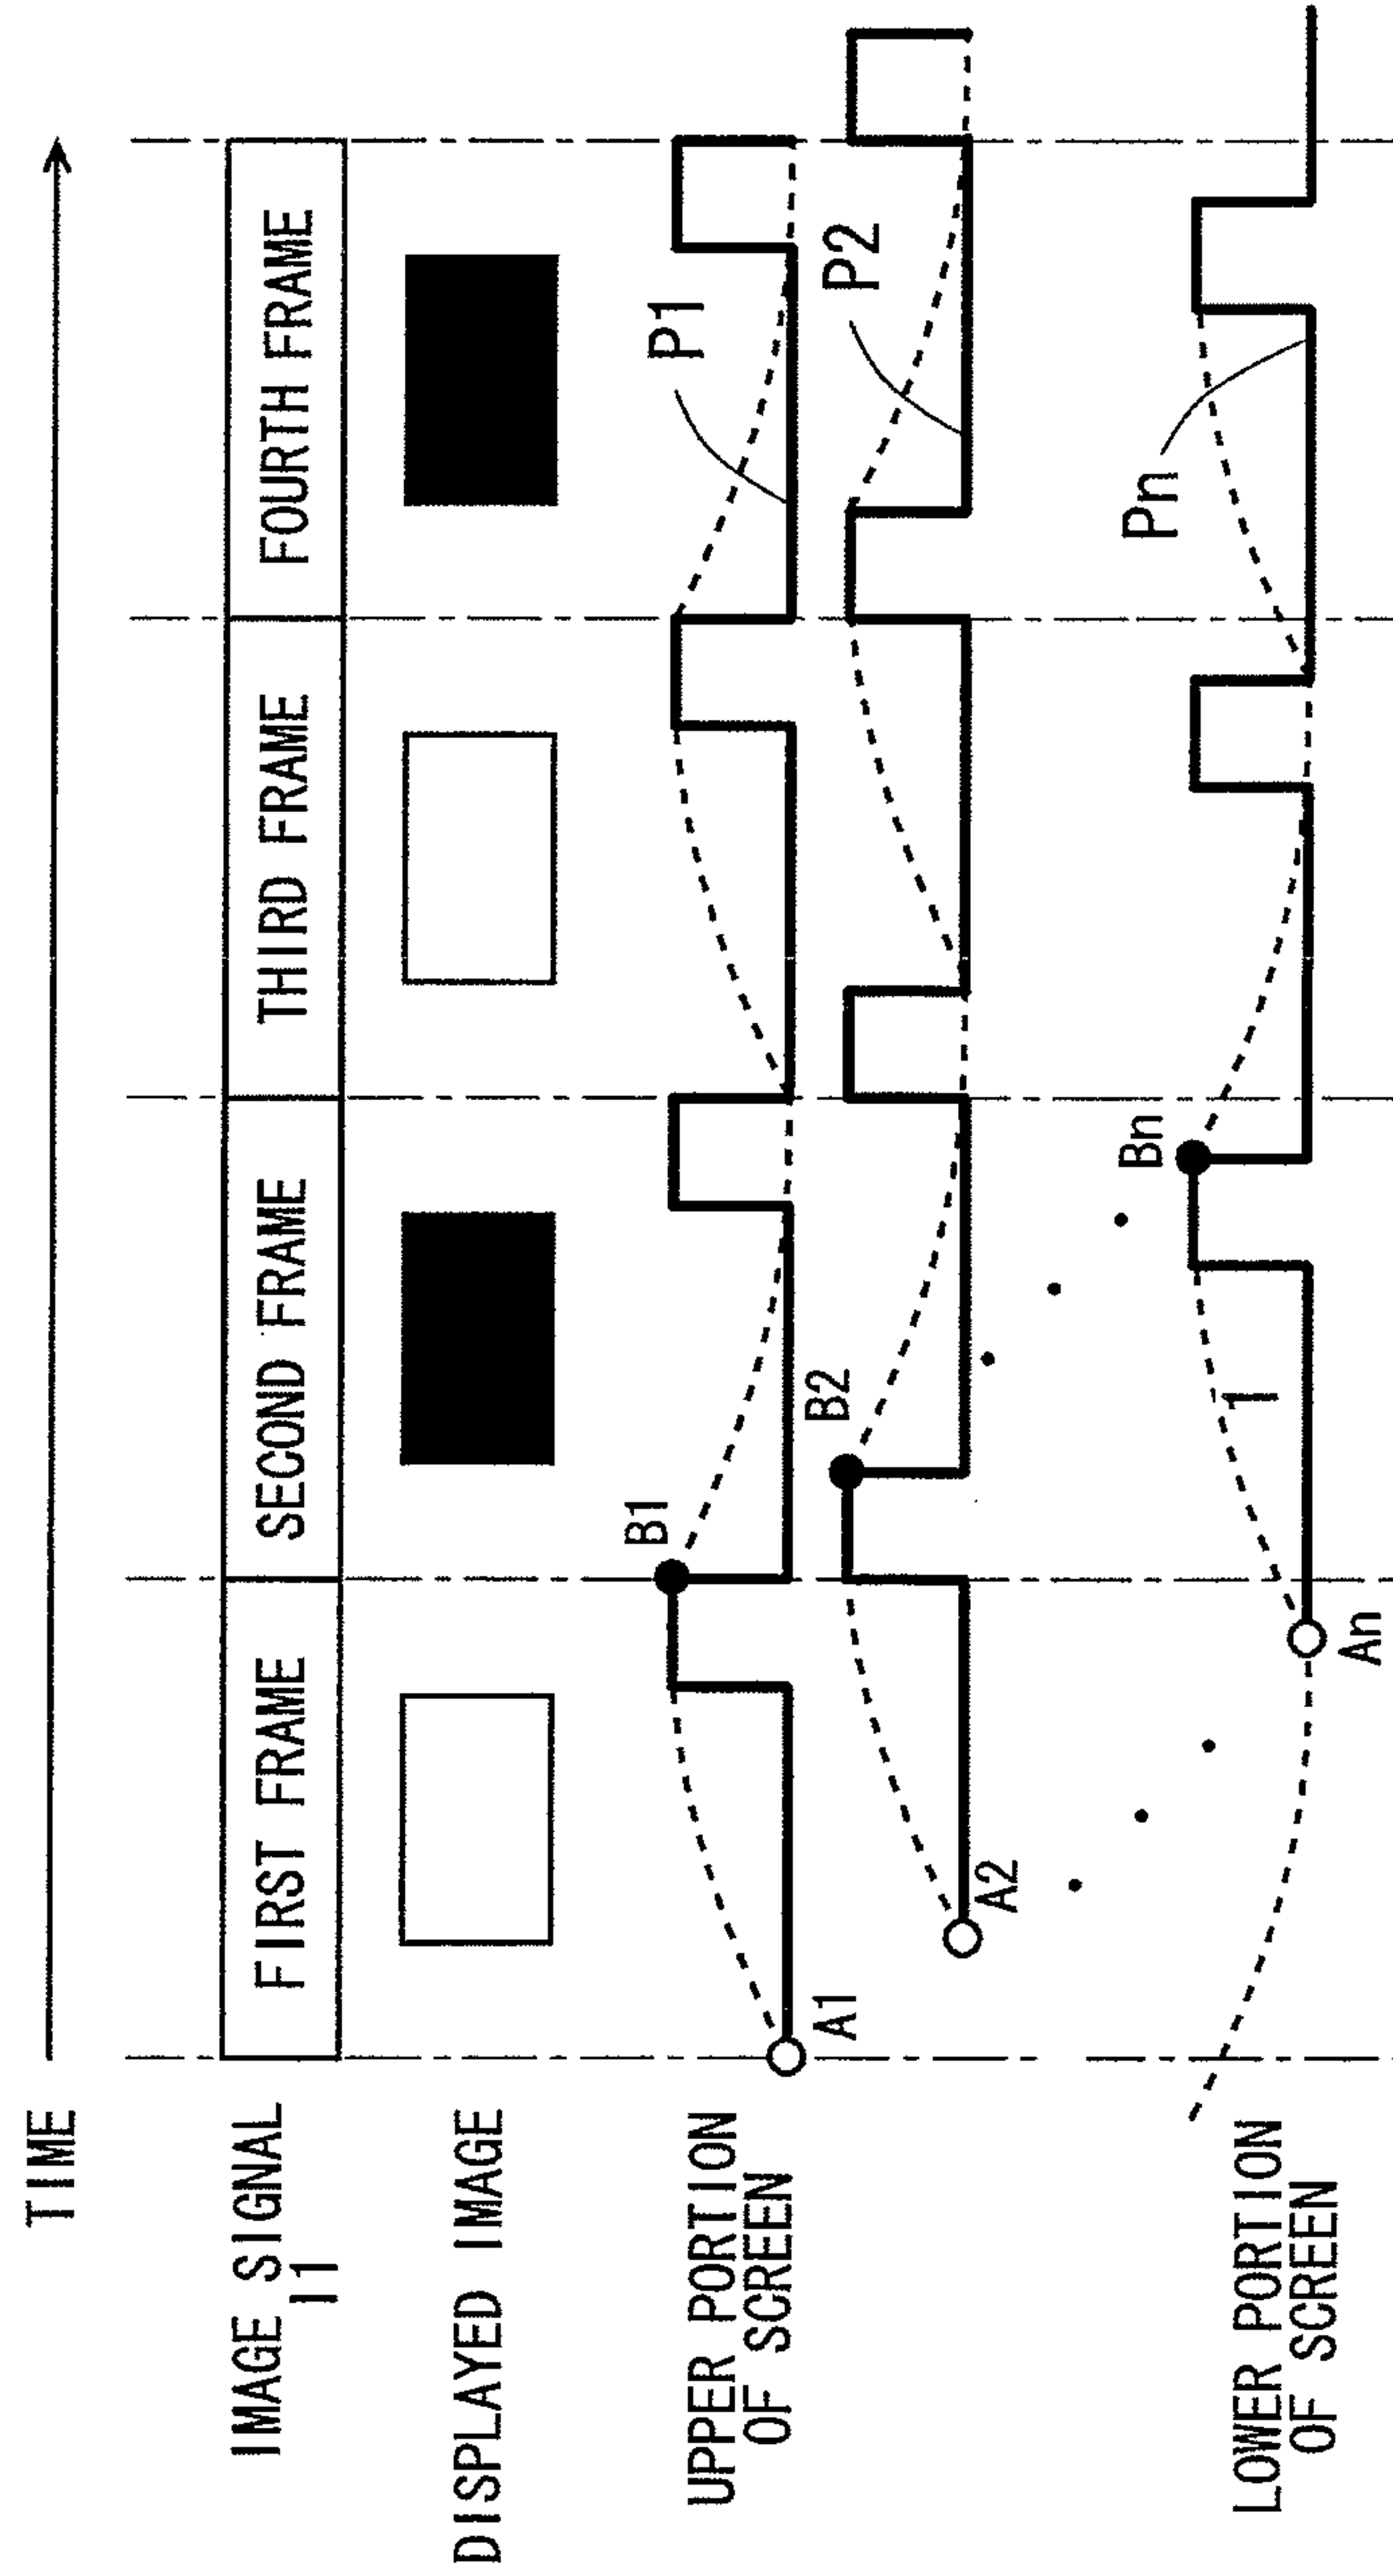 TIME
IMAGE SIGNAL
I1
FIRST FRAME
SECOND FRAME
THIRD FRAME
FOURTH FRAME
DISPLAYED IMAGE
UPPER PORTION
OF SCREEN
A1
B1
P1
A2
B2
P2
LOWER PORTION
OF SCREEN
An
1
Bn
Pn